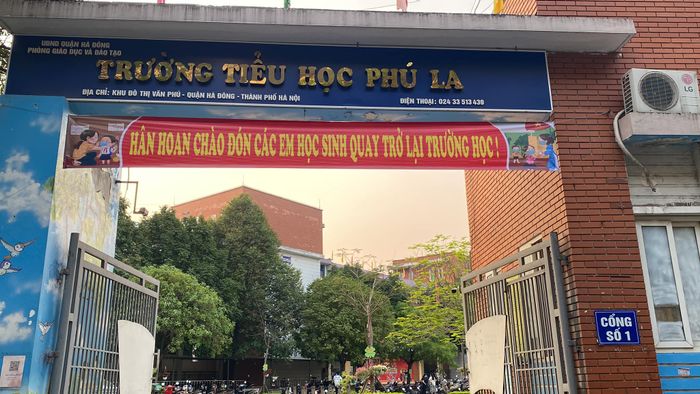 UBND QUẬN HÀ ĐÔNG
PHÒNG GIÁO DỤC VÀ ĐÀO TẠO
TRƯỜNG TIỂU HỌC PHÚ LA
ĐỊA CHỈ: KHU ĐÔ THỊ VĂN PHÚ - QUẬN HÀ ĐÔNG - THÀNH PHỐ HÀ NỘI
ĐIỆN THOẠI: 024 33 513 439
HÂN HOAN CHÀO ĐÓN CÁC EM HỌC SINH QUAY TRỞ LẠI TRƯỜNG HỌC !
LG
CỔNG
SỐ 1